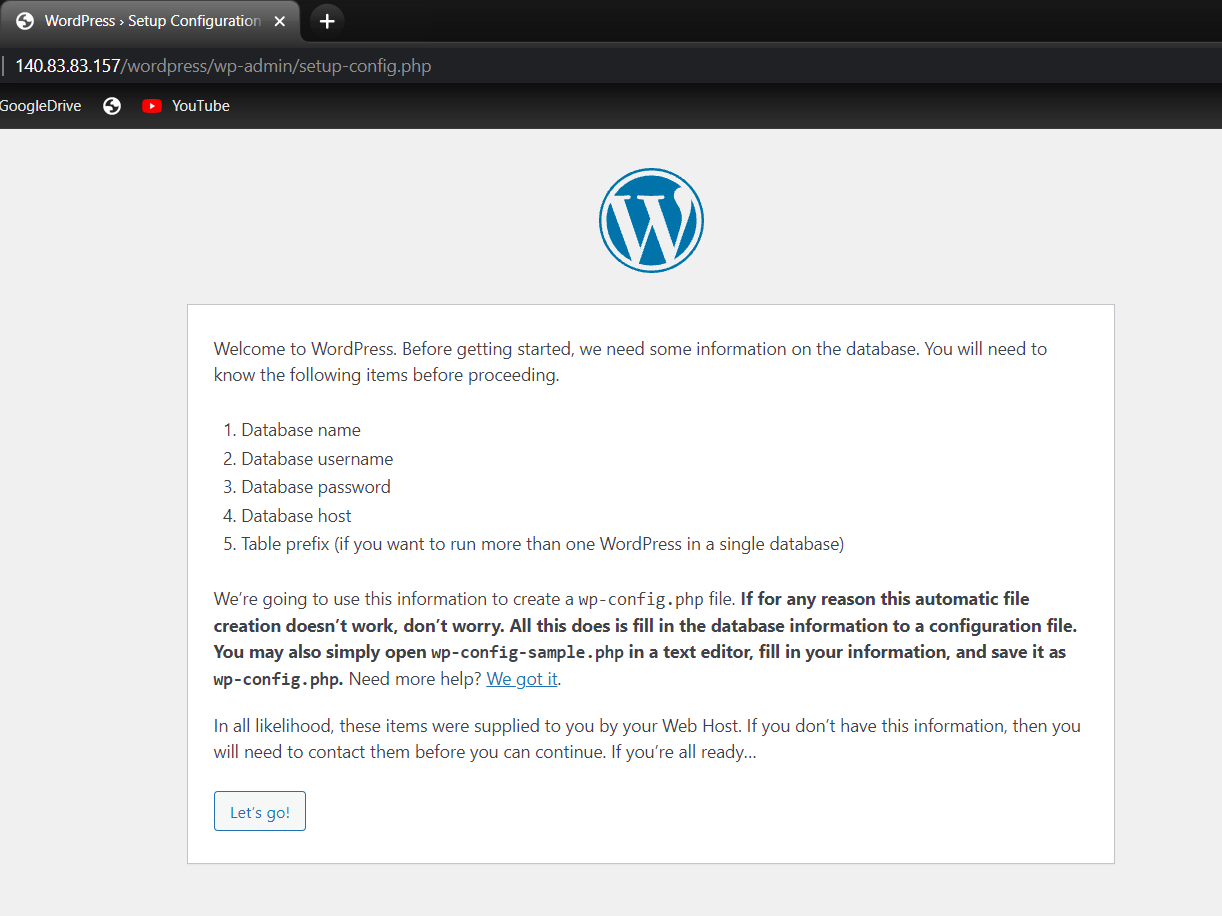 WordPress › Setup Configuration
140.83.83.157/wordpress/wp-admin/setup-config.php
GoogleDrive
YouTube
Welcome to WordPress. Before getting started, we need some information on the database. You will need to
know the following items before proceeding.
1. Database name
2. Database username
3. Database password
4. Database host
5. Table prefix (if you want to run more than one WordPress in a single database)
We’re going to use this information to create a wp-config.php file. If for any reason this automatic file
creation doesn’t work, don’t worry. All this does is fill in the database information to a configuration file.
You may also simply open wp-config-sample.php in a text editor, fill in your information, and save it as
wp-config.php. Need more help? We got it.
In all likelihood, these items were supplied to you by your Web Host. If you don’t have this information, then you
will need to contact them before you can continue. If you’re all ready…
Let’s go!